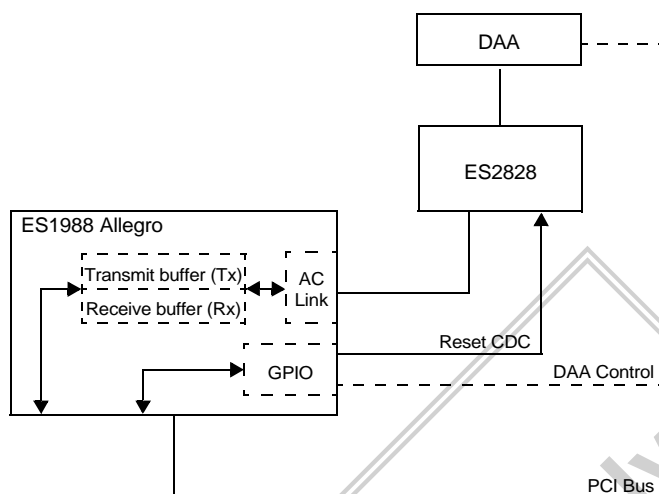 DAA
ES2828
ES1988 Allegro
Transmit buffer (Tx)
Receive buffer (Rx)
AC
Link
Reset CDC
GPIO
DAA Control
PCI Bus